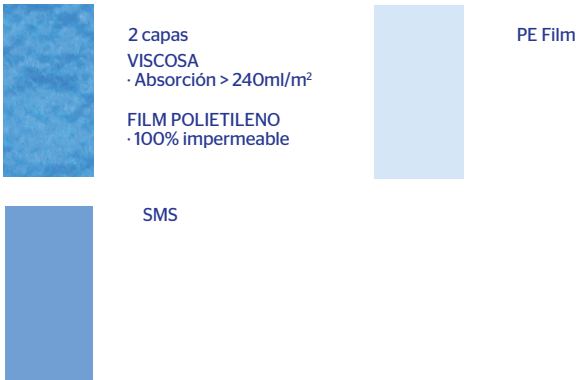 2 capas
VISCOSA
· Absorción > 240ml/m²
FILM POLIETILENO
· 100% impermeable
PE Film
SMS